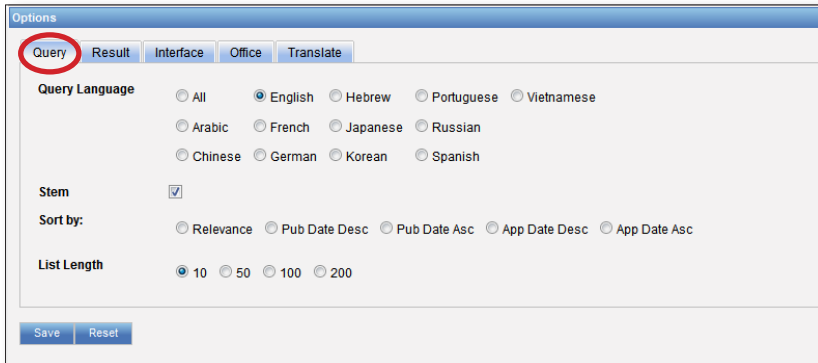 Options
Query Result Interface Office Translate
Query Language All English Hebrew Portuguese Vietnamese
Arabic French Japanese Russian
Chinese German Korean Spanish
Stem
Sort by: Relevance Pub Date Desc Pub Date Asc App Date Desc App Date Asc
List Length 10 50 100 200
Save Reset